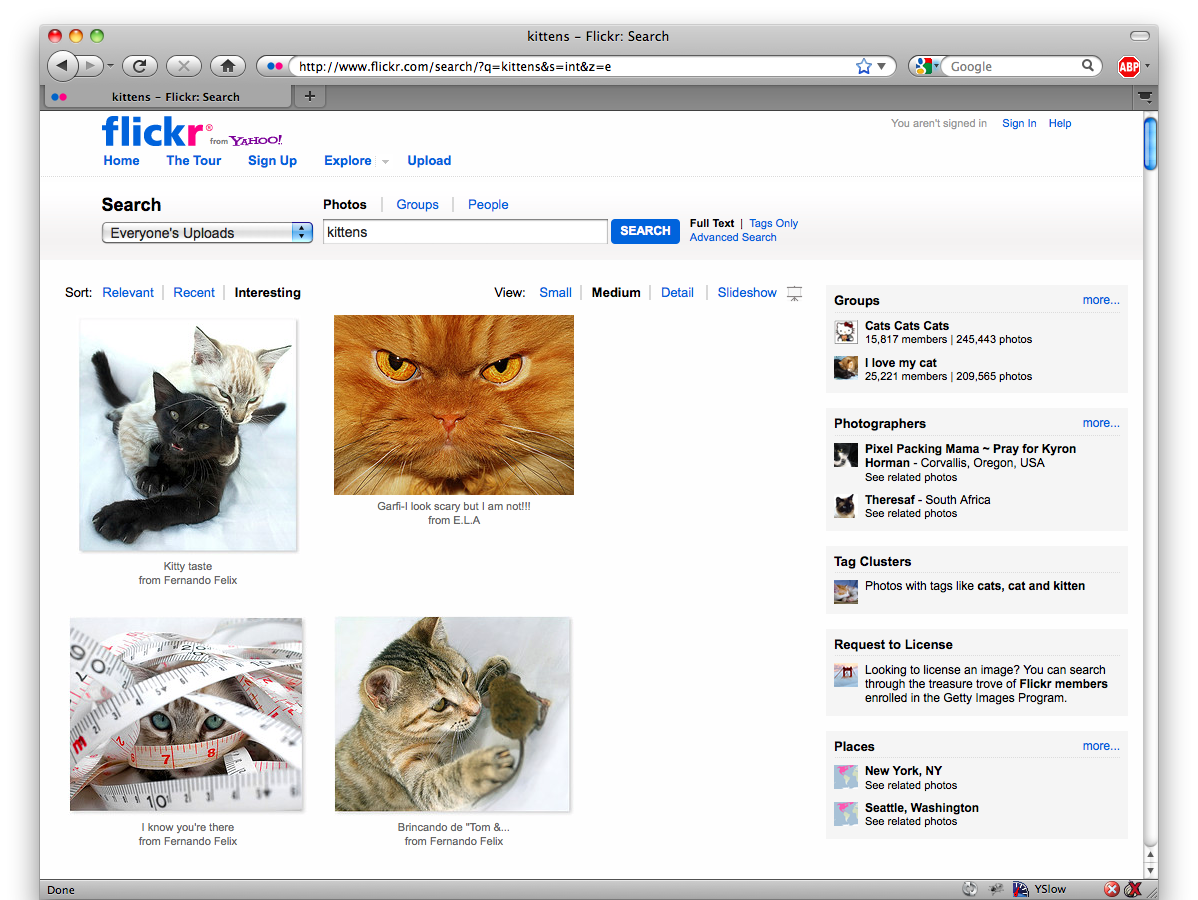 kittens – Flickr: Search
http://www.flickr.com/search/?q=kittens&s=int&z=e
Google
ABP
kittens – Flickr: Search
+
flickr® from YAHOO!
You aren't signed in Sign In Help
Home The Tour Sign Up Explore Upload
Search
Photos | Groups | People
Everyone's Uploads
kittens
SEARCH
Full Text | Tags Only
Advanced Search
Sort: Relevant | Recent | Interesting
View: Small | Medium | Detail | Slideshow
Kitty taste
from Fernando Felix
Garfi-I look scary but I am not!!!
from E.L.A
I know you're there
from Fernando Felix
Brincando de "Tom &...
from Fernando Felix
Groups more...
Cats Cats Cats
15,817 members | 245,443 photos
I love my cat
25,221 members | 209,565 photos
Photographers more...
Pixel Packing Mama ~ Pray for Kyron
Horman - Corvallis, Oregon, USA
See related photos
Theresaf - South Africa
See related photos
Tag Clusters
Photos with tags like cats, cat and kitten
Request to License
Looking to license an image? You can search
through the treasure trove of Flickr members
enrolled in the Getty Images Program.
Places more...
New York, NY
See related photos
Seattle, Washington
See related photos
Done
YSlow